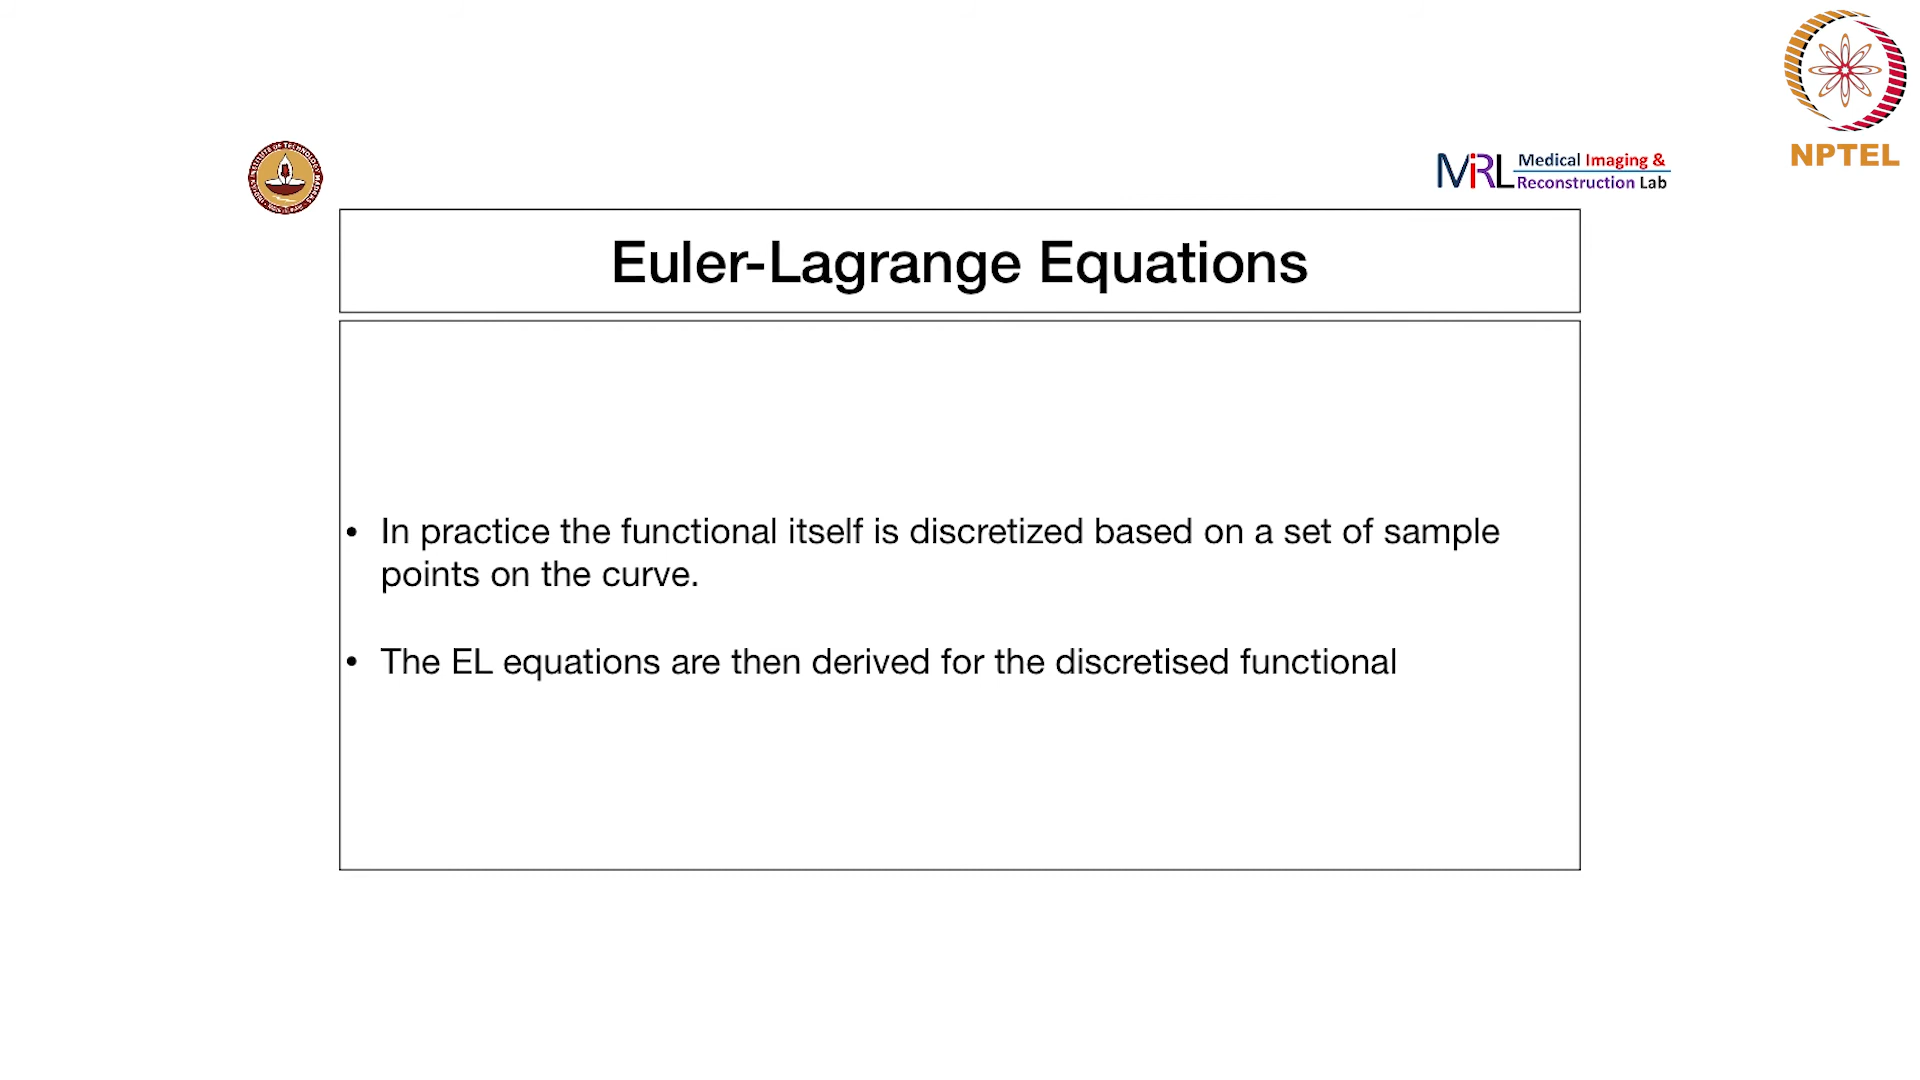 NPTEL
MiRL Medical Imaging &
Reconstruction Lab
Euler-Lagrange Equations
• In practice the functional itself is discretized based on a set of sample
points on the curve.
• The EL equations are then derived for the discretised functional